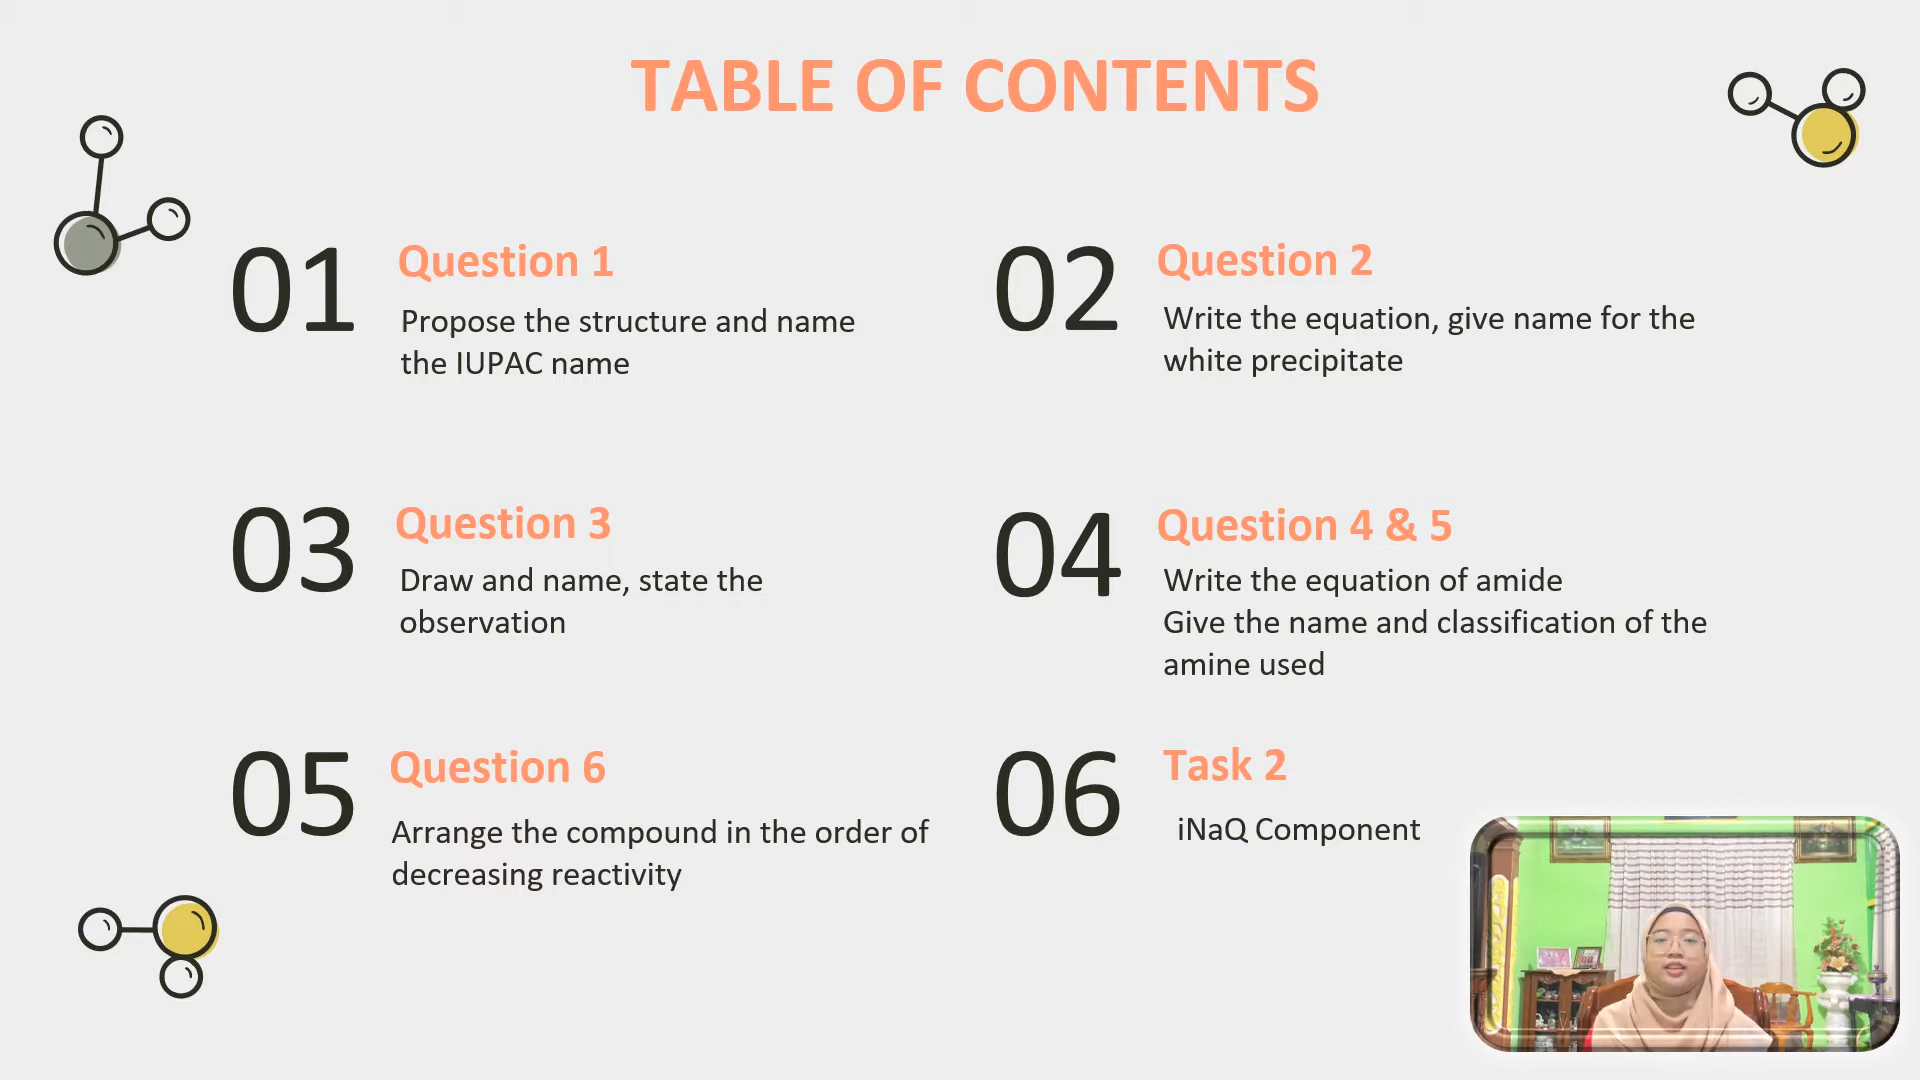 TABLE OF CONTENTS
01
Question 1
Propose the structure and name
the IUPAC name
02
Question 2
Write the equation, give name for the
white precipitate
03
Question 3
Draw and name, state the
observation
04
Question 4 & 5
Write the equation of amide
Give the name and classification of the
amine used
05
Question 6
Arrange the compound in the order of
decreasing reactivity
06
Task 2
iNaQ Component